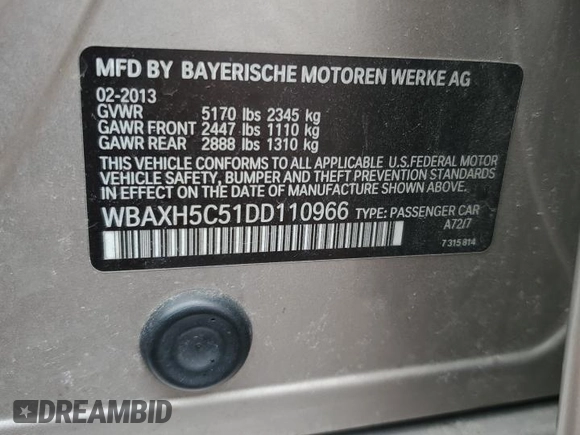 MFD BY BAYERISCHE MOTOREN WERKE AG
02-2013
GVWR 5170 lbs 2345 kg
GAWR FRONT 2447 lbs 1110 kg
GAWR REAR 2888 lbs 1310 kg
THIS VEHICLE CONFORMS TO ALL APPLICABLE U.S.FEDERAL MOTOR
VEHICLE SAFETY, BUMPER AND THEFT PREVENTION STANDARDS
IN EFFECT ON THE DATE OF MANUFACTURE SHOWN ABOVE.
WBAXH5C51DD110966 TYPE: PASSENGER CAR
A72/7
7 315 814
DREAMBID